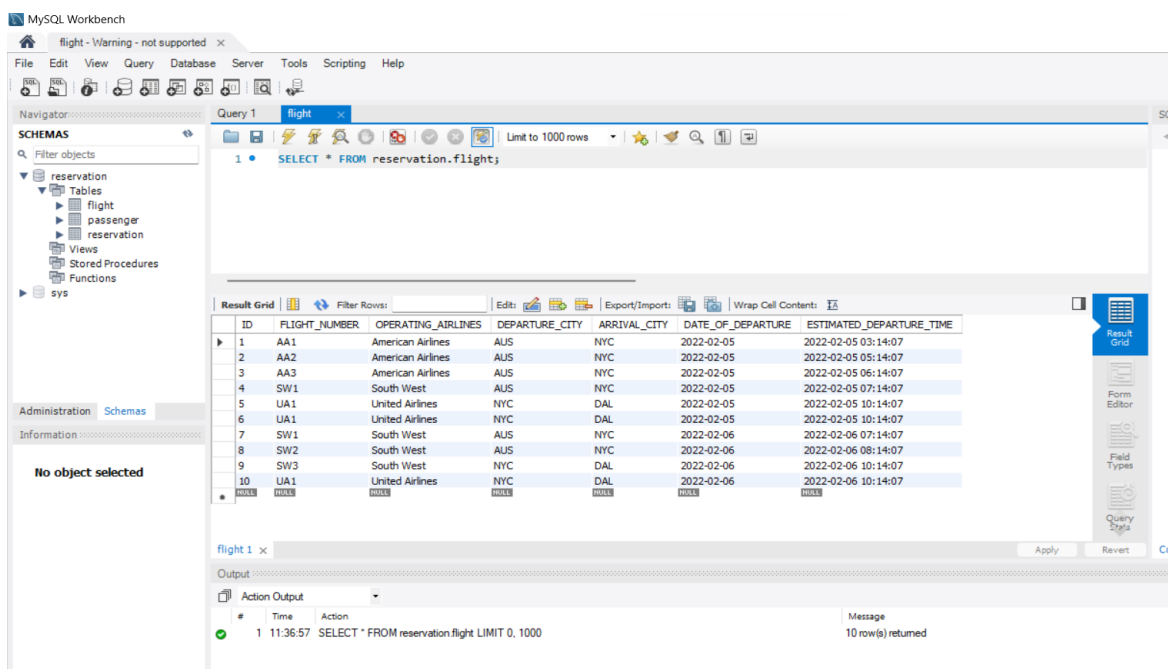 MySQL Workbench
flight - Warning - not supported
File Edit View Query Database Server Tools Scripting Help
Navigator
SCHEMAS
Filter objects
reservation
Tables
flight
passenger
reservation
Views
Stored Procedures
Functions
sys
Administration Schemas
Information
No object selected
Query 1 flight
Limit to 1000 rows
1 SELECT * FROM reservation.flight;
Result Grid Filter Rows: Edit: Export/Import: Wrap Cell Content:
ID FLIGHT_NUMBER OPERATING_AIRLINES DEPARTURE_CITY ARRIVAL_CITY DATE_OF_DEPARTURE ESTIMATED_DEPARTURE_TIME
1 AA1 American Airlines AUS NYC 2022-02-05 2022-02-05 03:14:07
2 AA2 American Airlines AUS NYC 2022-02-05 2022-02-05 05:14:07
3 AA3 American Airlines AUS NYC 2022-02-05 2022-02-05 06:14:07
4 SW1 South West AUS NYC 2022-02-05 2022-02-05 07:14:07
5 UA1 United Airlines NYC DAL 2022-02-05 2022-02-05 10:14:07
6 UA1 United Airlines NYC DAL 2022-02-05 2022-02-05 10:14:07
7 SW1 South West AUS NYC 2022-02-06 2022-02-06 07:14:07
8 SW2 South West AUS NYC 2022-02-06 2022-02-06 08:14:07
9 SW3 South West NYC DAL 2022-02-06 2022-02-06 10:14:07
10 UA1 United Airlines NYC DAL 2022-02-06 2022-02-06 10:14:07
NULL NULL NULL NULL NULL NULL NULL
Result
Grid
Form
Editor
Field
Types
Query
Stats
flight 1 Apply Revert
Output
Action Output
# Time Action Message
1 11:36:57 SELECT * FROM reservation.flight LIMIT 0, 1000 10 row(s) returned